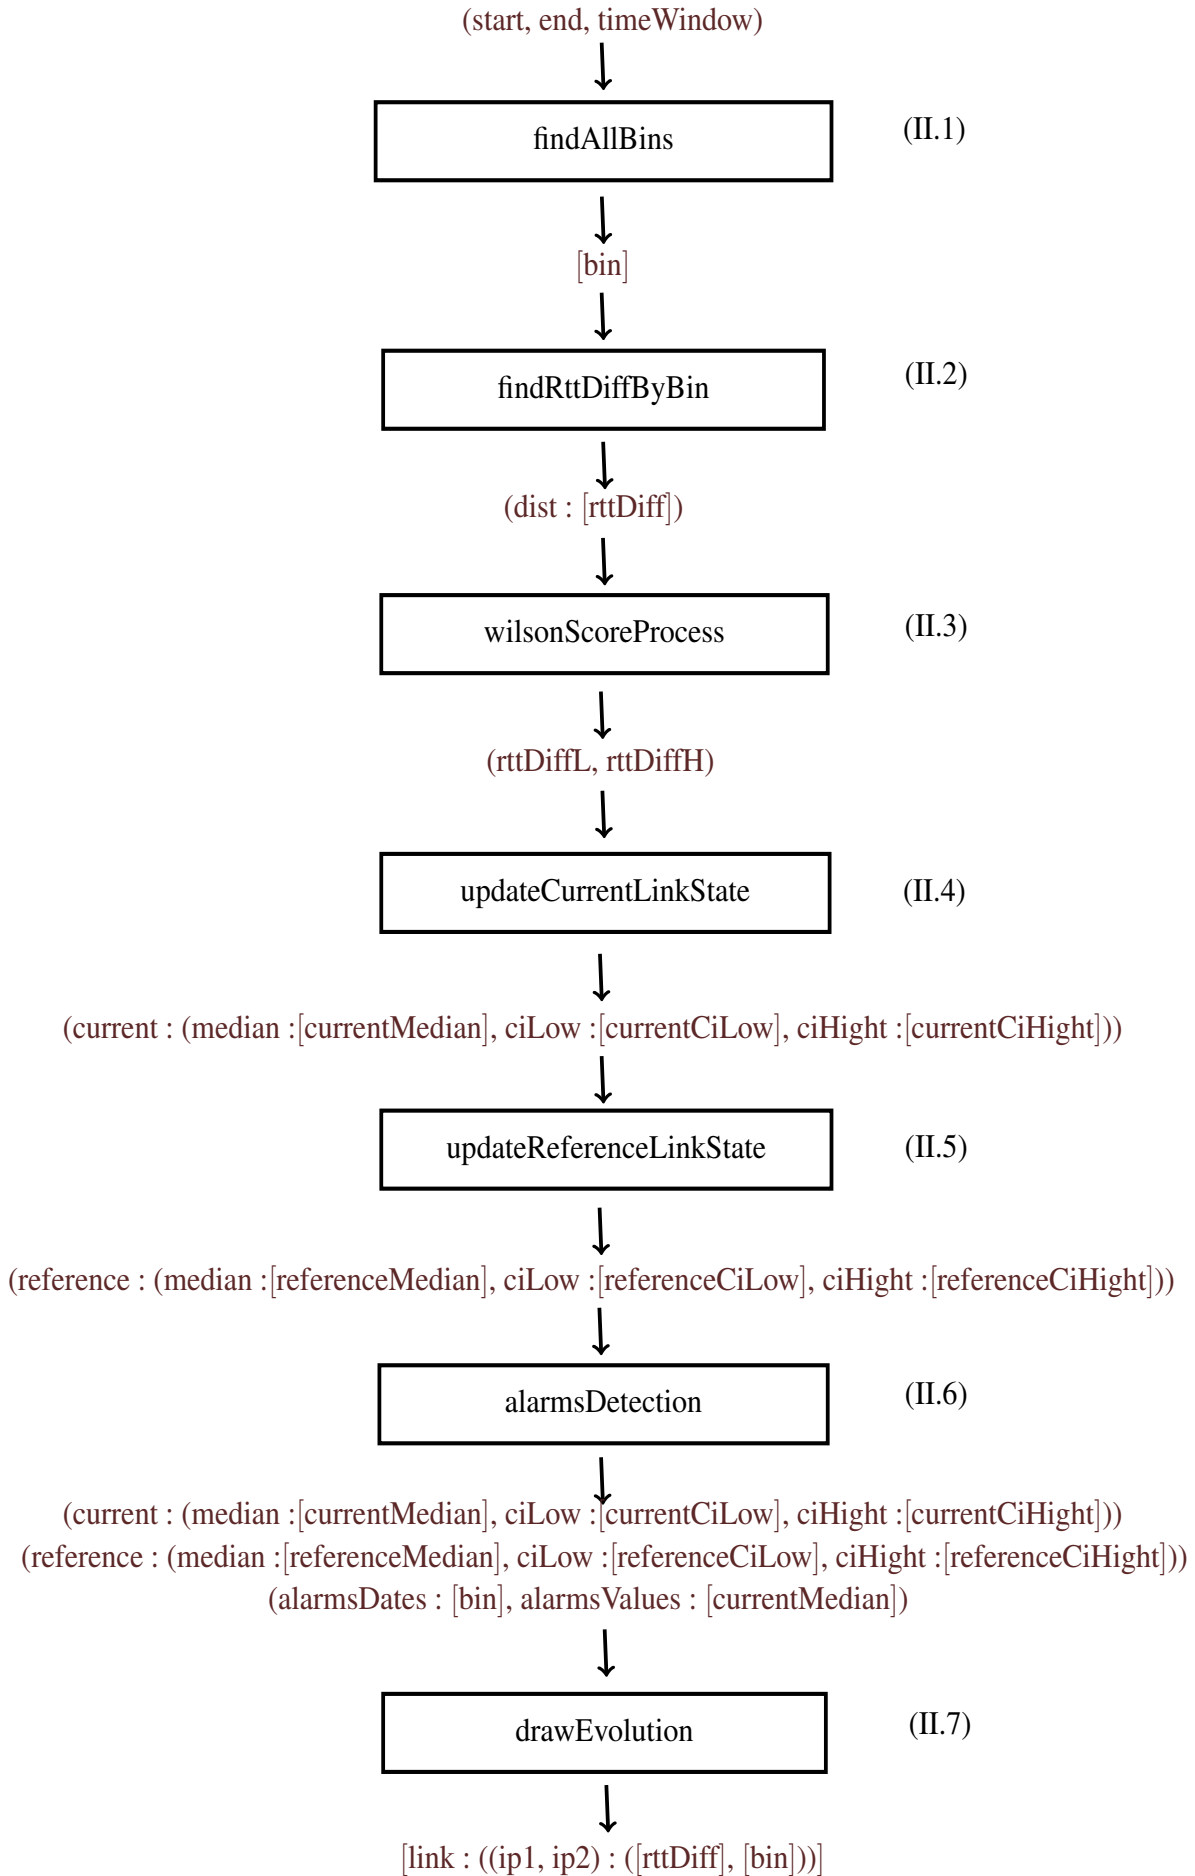 (start, end, timeWindow)
findAllBins (II.1)
[bin]
findRttDiffByBin (II.2)
(dist : [rttDiff])
wilsonScoreProcess (II.3)
(rttDiffL, rttDiffH)
updateCurrentLinkState (II.4)
(current : (median :[currentMedian], ciLow :[currentCiLow], ciHight :[currentCiHight]))
updateReferenceLinkState (II.5)
(reference : (median :[referenceMedian], ciLow :[referenceCiLow], ciHight :[referenceCiHight]))
alarmsDetection (II.6)
(current : (median :[currentMedian], ciLow :[currentCiLow], ciHight :[currentCiHight]))
(reference : (median :[referenceMedian], ciLow :[referenceCiLow], ciHight :[referenceCiHight]))
(alarmsDates : [bin], alarmsValues : [currentMedian])
drawEvolution (II.7)
[link : ((ip1, ip2) : ([rttDiff], [bin]))]